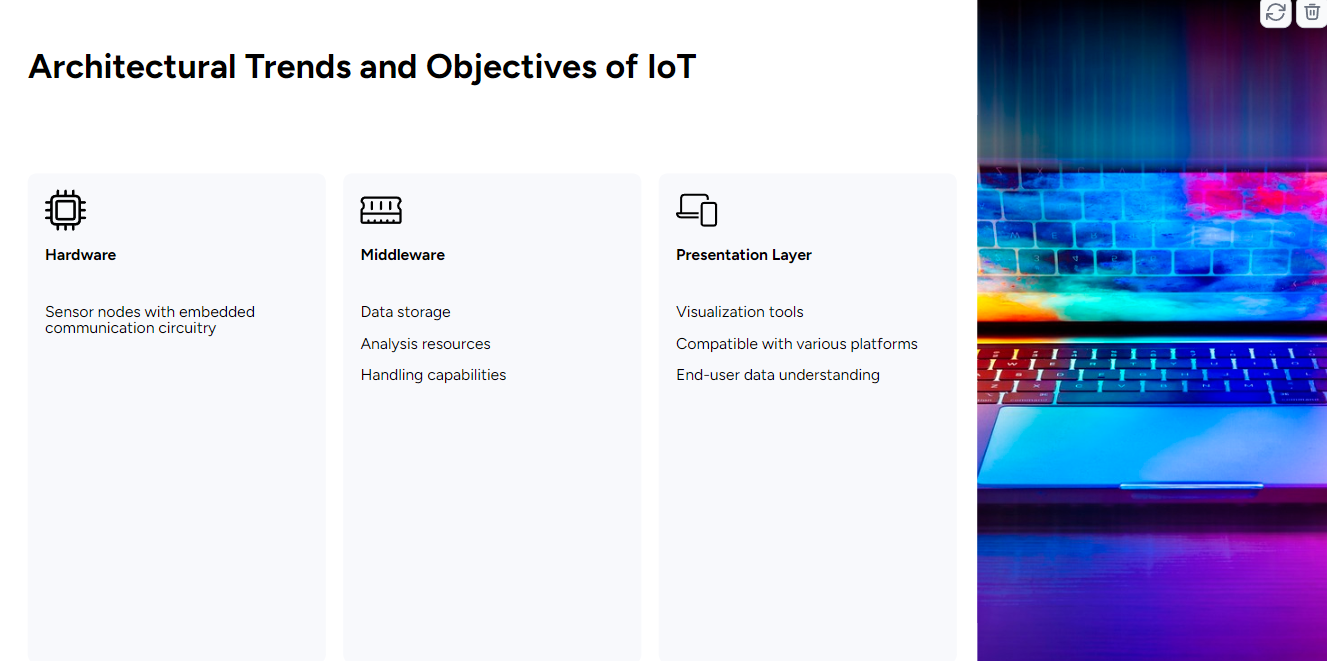 Architectural Trends and Objectives of IoT
Hardware
Sensor nodes with embedded
communication circuitry
Middleware
Data storage
Analysis resources
Handling capabilities
Presentation Layer
Visualization tools
Compatible with various platforms
End-user data understanding